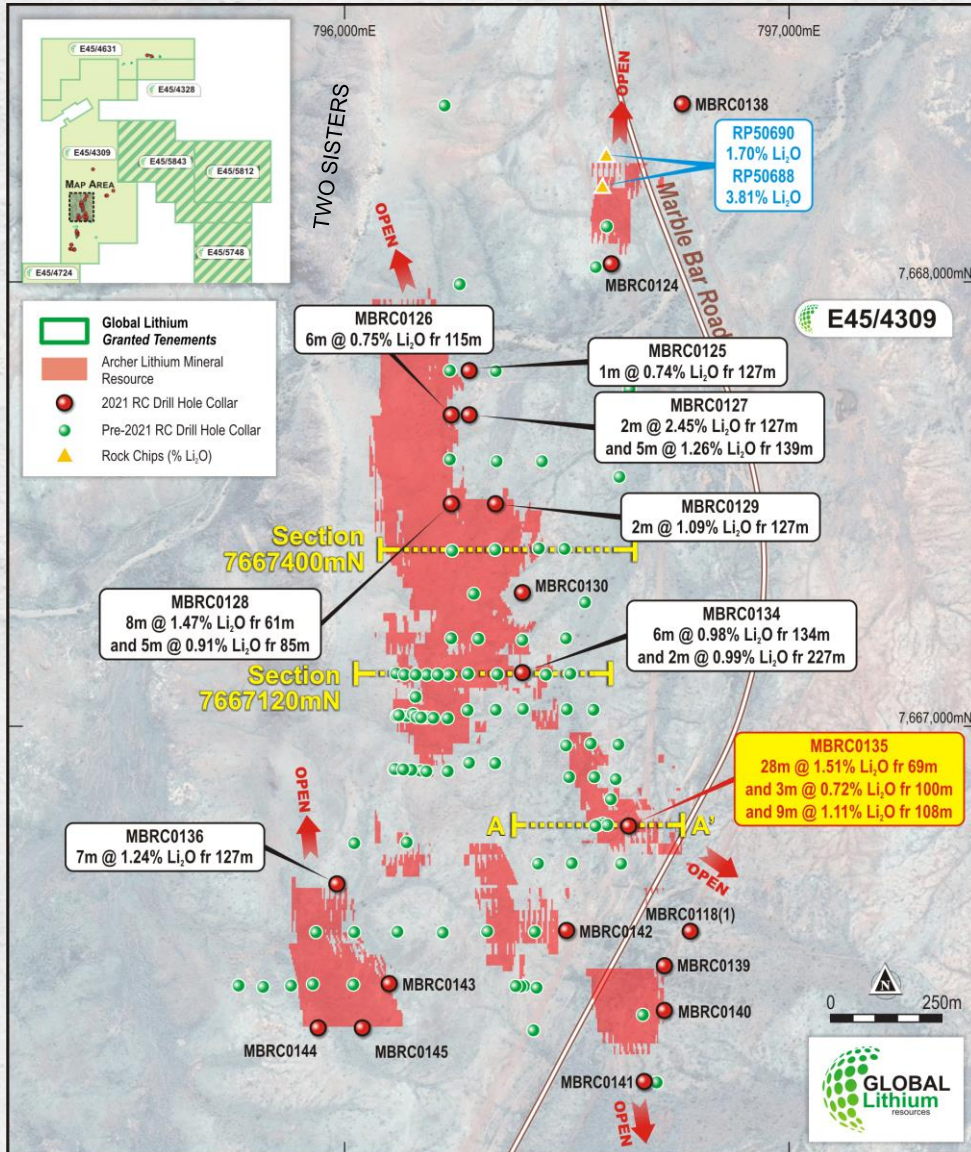 796,000mE
797,000mE
E45/4631
E45/4328
E45/4309
E45/5843
E45/5812
MAP AREA
E45/5748
E45/4724
TWO SISTERS
OPEN
MBRC0138
RP50690
1.70% Li₂O
RP50688
3.81% Li₂O
Marble Bar Road
OPEN
MBRC0124
7,668,000mN
E45/4309
Global Lithium
Granted Tenements
Archer Lithium Mineral
Resource
2021 RC Drill Hole Collar
Pre-2021 RC Drill Hole Collar
Rock Chips (% Li₂O)
MBRC0126
6m @ 0.75% Li₂O fr 115m
MBRC0125
1m @ 0.74% Li₂O fr 127m
MBRC0127
2m @ 2.45% Li₂O fr 127m
and 5m @ 1.26% Li₂O fr 139m
MBRC0129
2m @ 1.09% Li₂O fr 127m
Section
7667400mN
MBRC0130
MBRC0128
8m @ 1.47% Li₂O fr 61m
and 5m @ 0.91% Li₂O fr 85m
MBRC0134
6m @ 0.98% Li₂O fr 134m
and 2m @ 0.99% Li₂O fr 227m
Section
7667120mN
7,667,000mN
MBRC0135
28m @ 1.51% Li₂O fr 69m
and 3m @ 0.72% Li₂O fr 100m
and 9m @ 1.11% Li₂O fr 108m
OPEN
A
A'
MBRC0136
7m @ 1.24% Li₂O fr 127m
OPEN
MBRC0118(1)
MBRC0142
MBRC0139
MBRC0143
MBRC0140
N
0
250m
MBRC0144
MBRC0145
MBRC0141
OPEN
GLOBAL
Lithium
resources